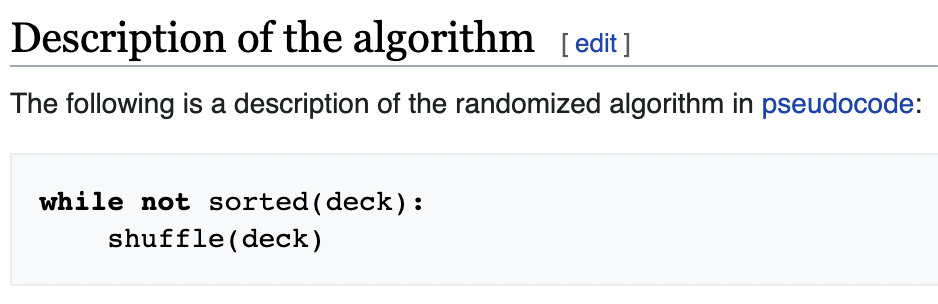 Description of the algorithm [ edit ]
The following is a description of the randomized algorithm in pseudocode:
while not sorted(deck):
    shuffle(deck)